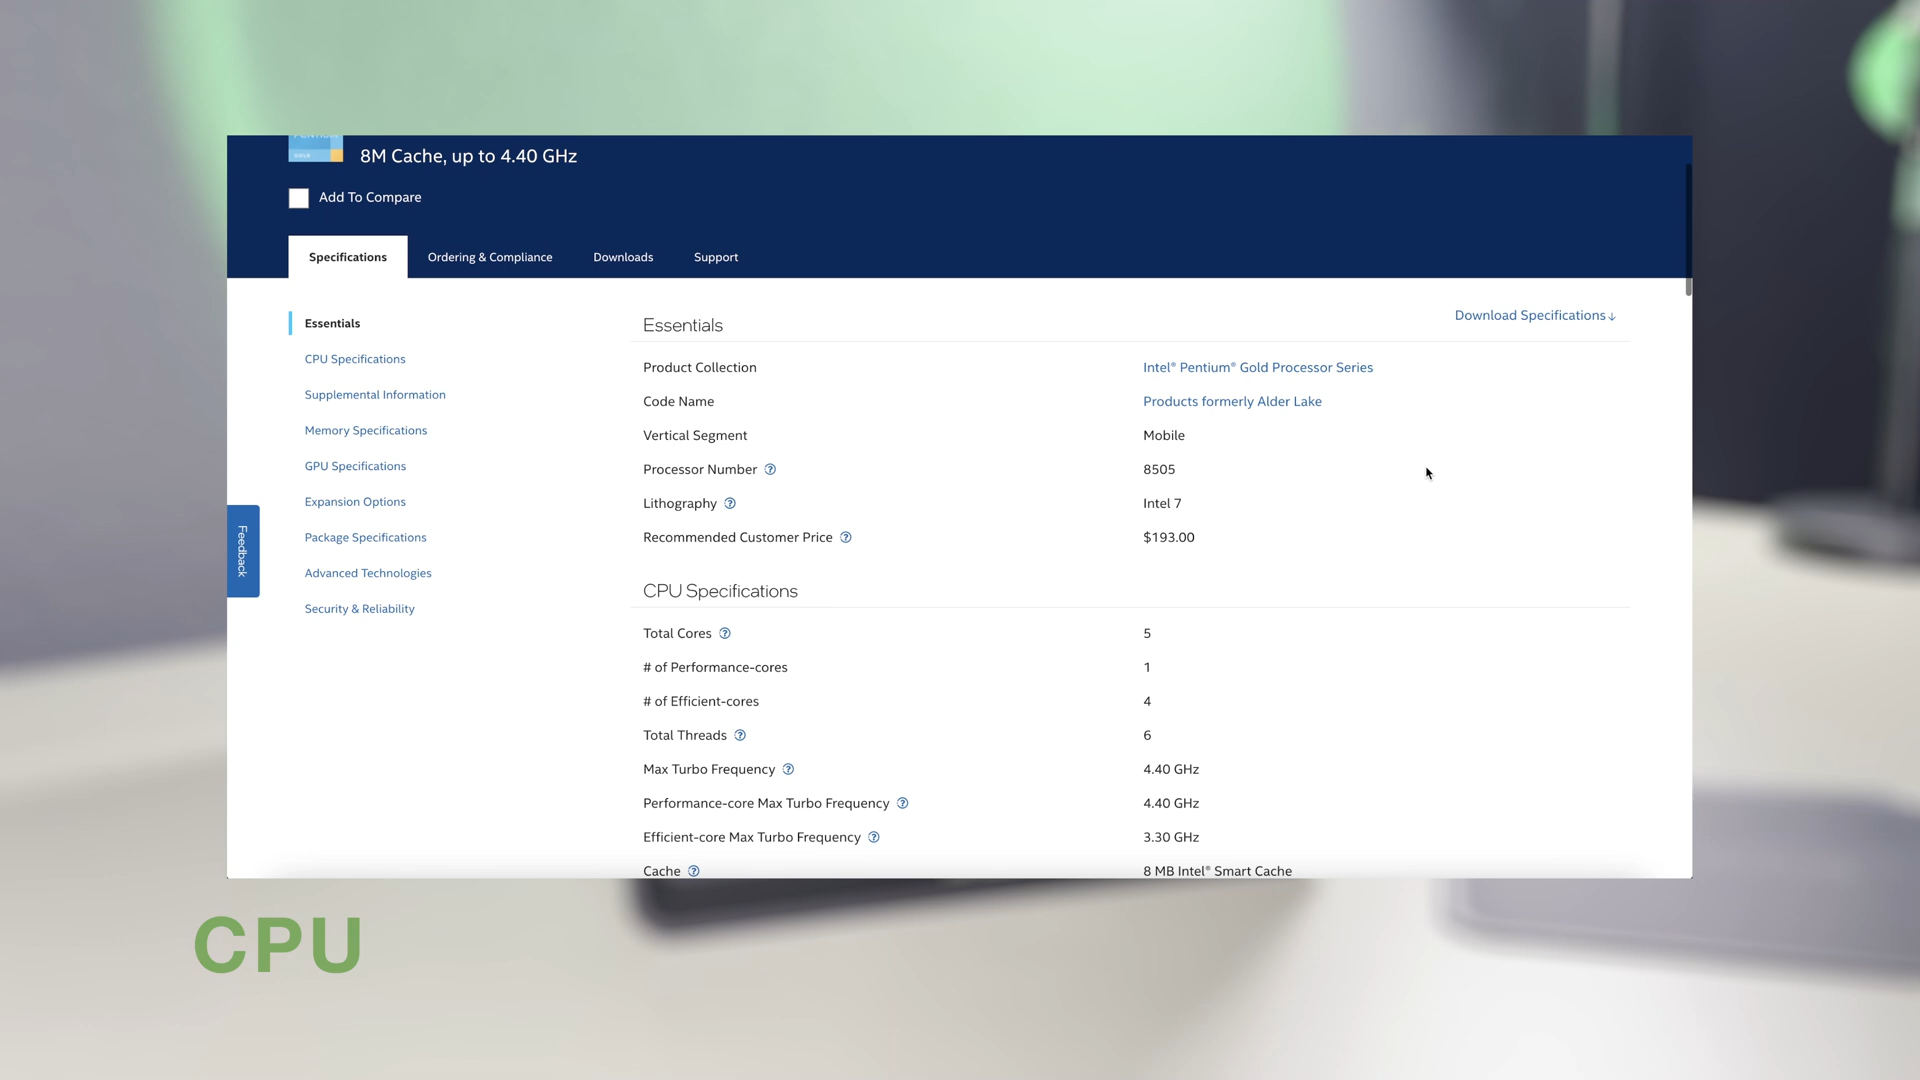 GOLD
8M Cache, up to 4.40 GHz
Add To Compare
Specifications
Ordering & Compliance
Downloads
Support
Essentials
CPU Specifications
Supplemental Information
Memory Specifications
GPU Specifications
Expansion Options
Package Specifications
Advanced Technologies
Security & Reliability
Feedback
Essentials
Download Specifications↓
Product Collection Intel® Pentium® Gold Processor Series
Code Name Products formerly Alder Lake
Vertical Segment Mobile
Processor Number ? 8505
Lithography ? Intel 7
Recommended Customer Price ? $193.00
CPU Specifications
Total Cores ? 5
# of Performance-cores 1
# of Efficient-cores 4
Total Threads ? 6
Max Turbo Frequency ? 4.40 GHz
Performance-core Max Turbo Frequency ? 4.40 GHz
Efficient-core Max Turbo Frequency ? 3.30 GHz
Cache ? 8 MB Intel® Smart Cache
CPU